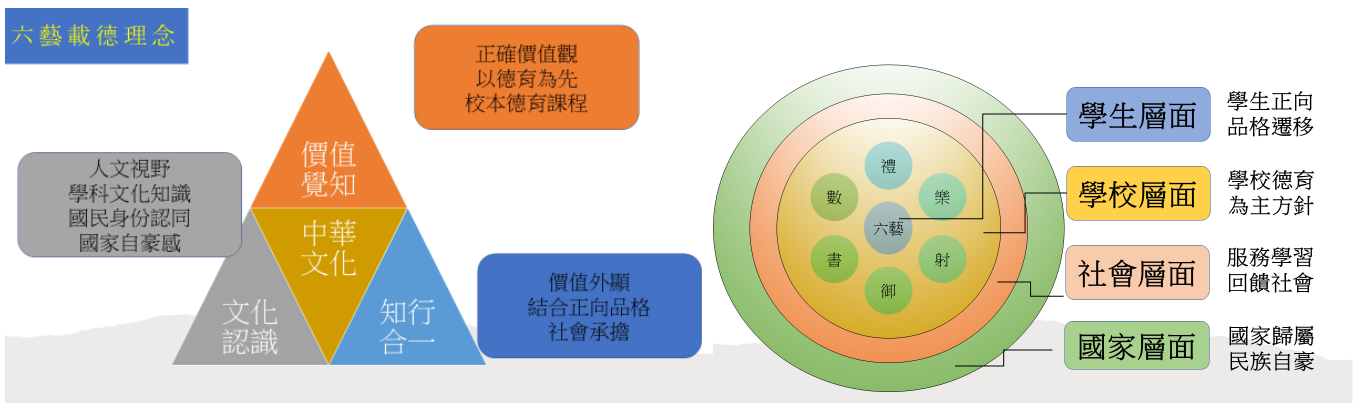 六藝載德理念
正確價值觀
以德育為先
校本德育課程
價值
覺知
人文視野
學科文化知識
國民身份認同
國家自豪感
中華
文化
文化
認識
知行
合一
價值外顯
結合正向品格
社會承擔
禮
數
樂
六藝
書
射
御
學生層面
學生正向
品格遷移
學校層面
學校德育
為主方針
社會層面
服務學習
回饋社會
國家層面
國家歸屬
民族自豪